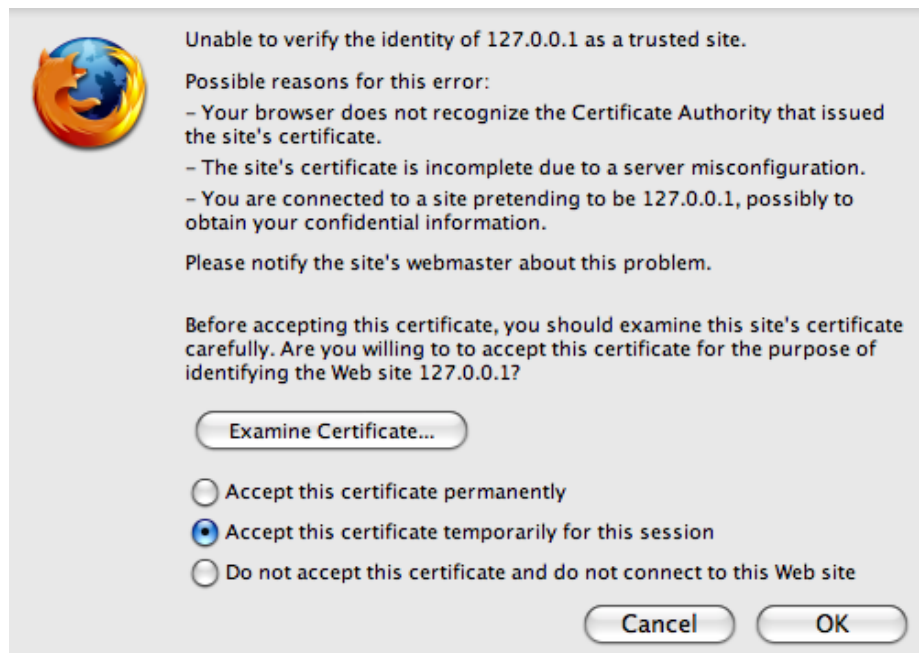 Unable to verify the identity of 127.0.0.1 as a trusted site.
Possible reasons for this error:
– Your browser does not recognize the Certificate Authority that issued
the site's certificate.
– The site's certificate is incomplete due to a server misconfiguration.
– You are connected to a site pretending to be 127.0.0.1, possibly to
obtain your confidential information.
Please notify the site's webmaster about this problem.
Before accepting this certificate, you should examine this site's certificate
carefully. Are you willing to to accept this certificate for the purpose of
identifying the Web site 127.0.0.1?
Examine Certificate...
Accept this certificate permanently
Accept this certificate temporarily for this session
Do not accept this certificate and do not connect to this Web site
Cancel OK